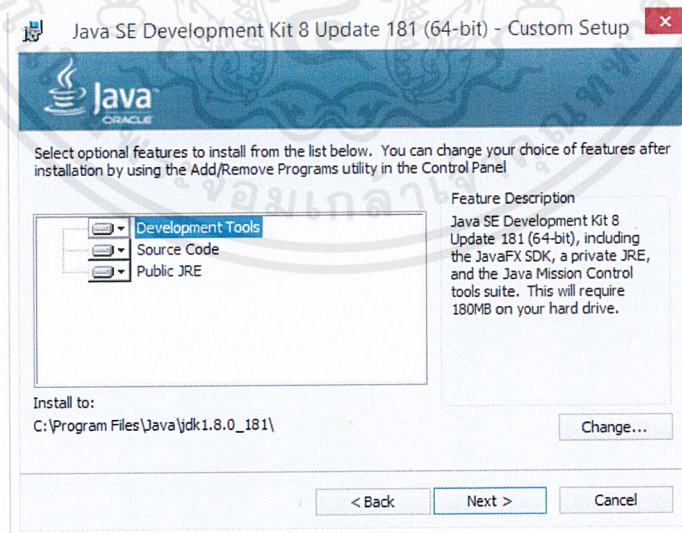 Java SE Development Kit 8 Update 181 (64-bit) - Custom Setup
Java
ORACLE
Select optional features to install from the list below. You can change your choice of features after
installation by using the Add/Remove Programs utility in the Control Panel
Development Tools
Source Code
Public JRE
Feature Description
Java SE Development Kit 8
Update 181 (64-bit), including
the JavaFX SDK, a private JRE,
and the Java Mission Control
tools suite. This will require
180MB on your hard drive.
Install to:
C:\Program Files\Java\jdk1.8.0_181\
Change...
< Back
Next >
Cancel